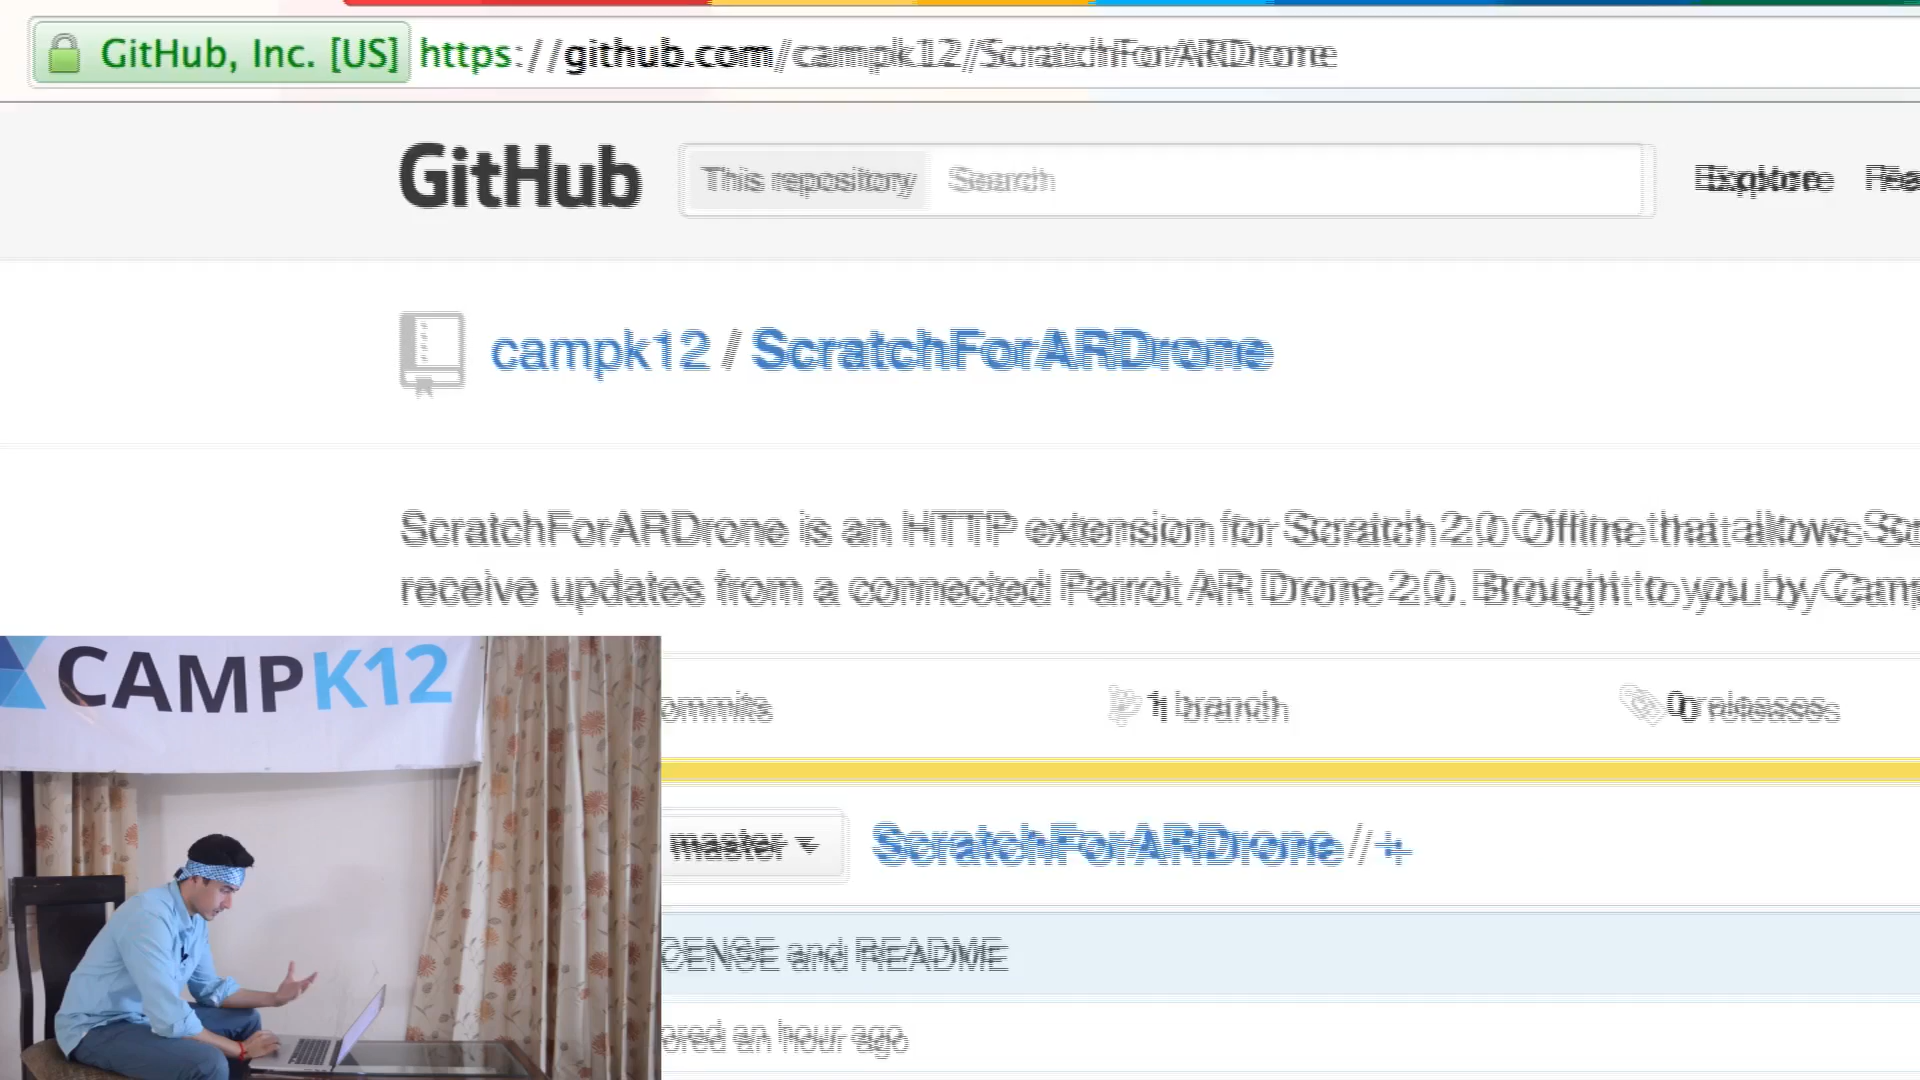 GitHub, Inc. [US] https://github.com/campk12/ScratchForARDrone
GitHub This repository Search Explore
campk12 / ScratchForARDrone
ScratchForARDrone is an HTTP extension for Scratch 2.0 Offline that allows
receive updates from a connected Parrot AR Drone 2.0. Brought to you by
1 branch 0 releases
master ScratchForARDrone / +
and README
an hour ago
CAMPK12